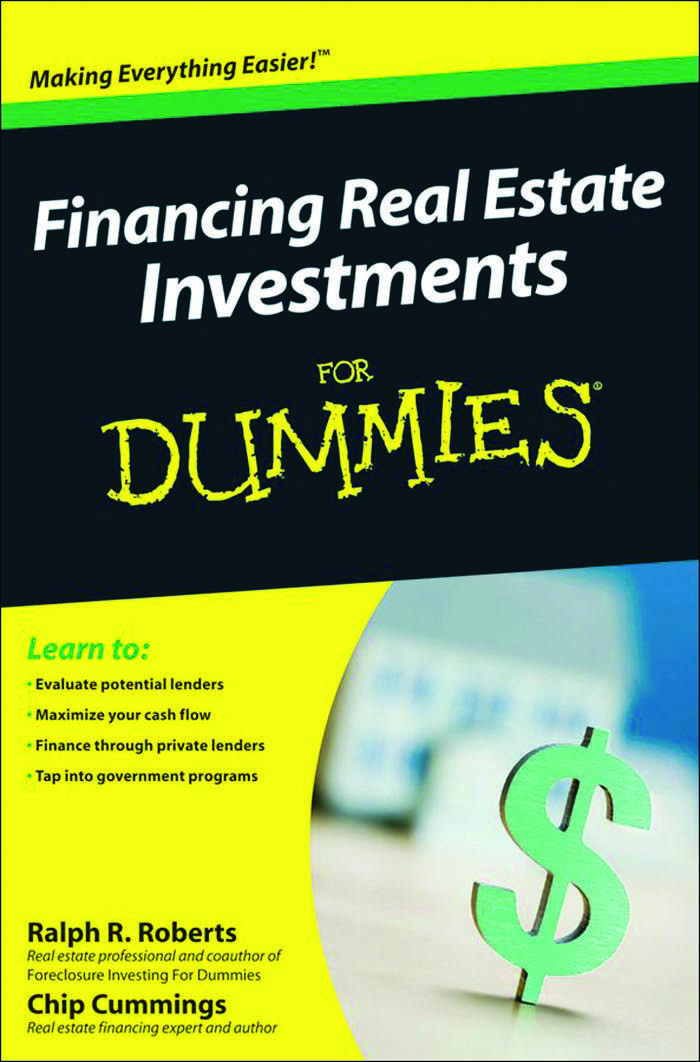 Making Everything Easier!™
Financing Real Estate
Investments
FOR
DUMMIES®
Learn to:
• Evaluate potential lenders
• Maximize your cash flow
• Finance through private lenders
• Tap into government programs
Ralph R. Roberts
Real estate professional and coauthor of
Foreclosure Investing For Dummies
Chip Cummings
Real estate financing expert and author